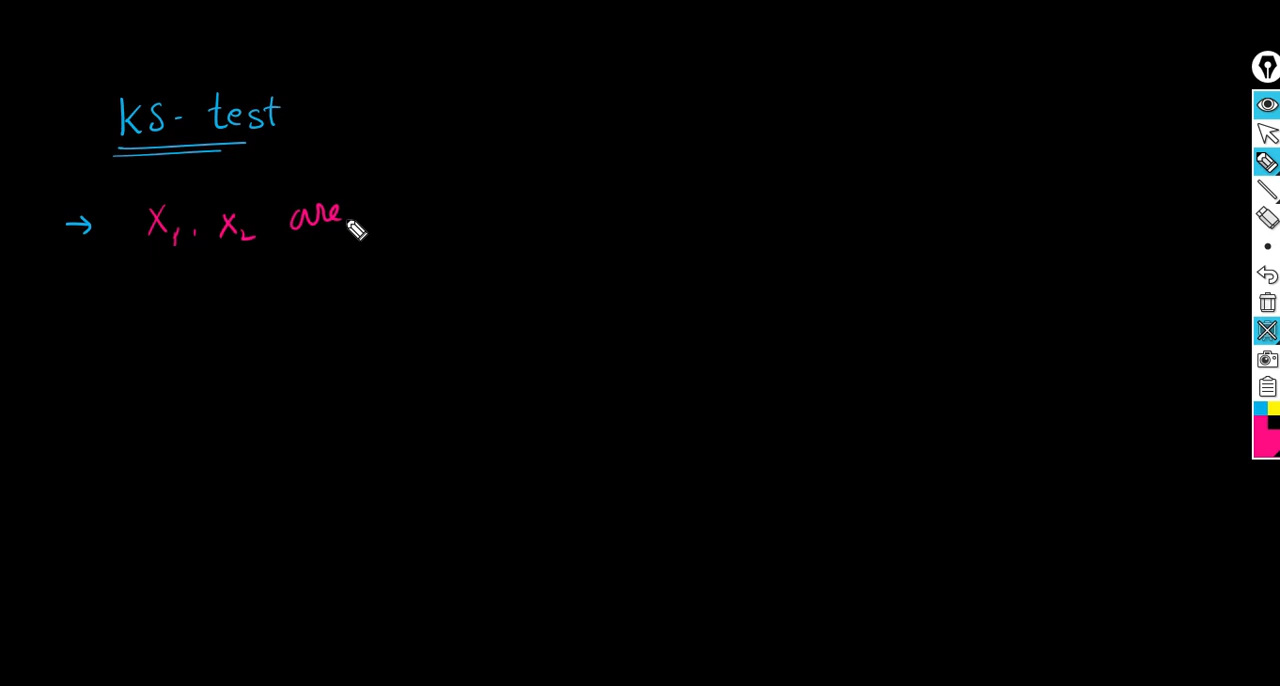 KS- test
→ X₁, X₂ are